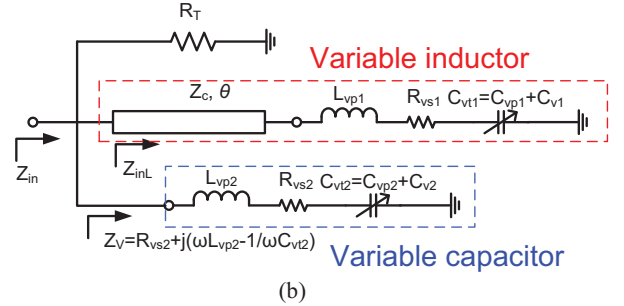 R_T
Variable inductor
Z_c, θ
L_vp1
R_vs1
C_vt1=C_vp1+C_v1
Z_in
Z_inL
L_vp2
R_vs2
C_vt2=C_vp2+C_v2
Z_V=R_vs2+j(ωL_vp2-1/ωC_vt2)
Variable capacitor
(b)